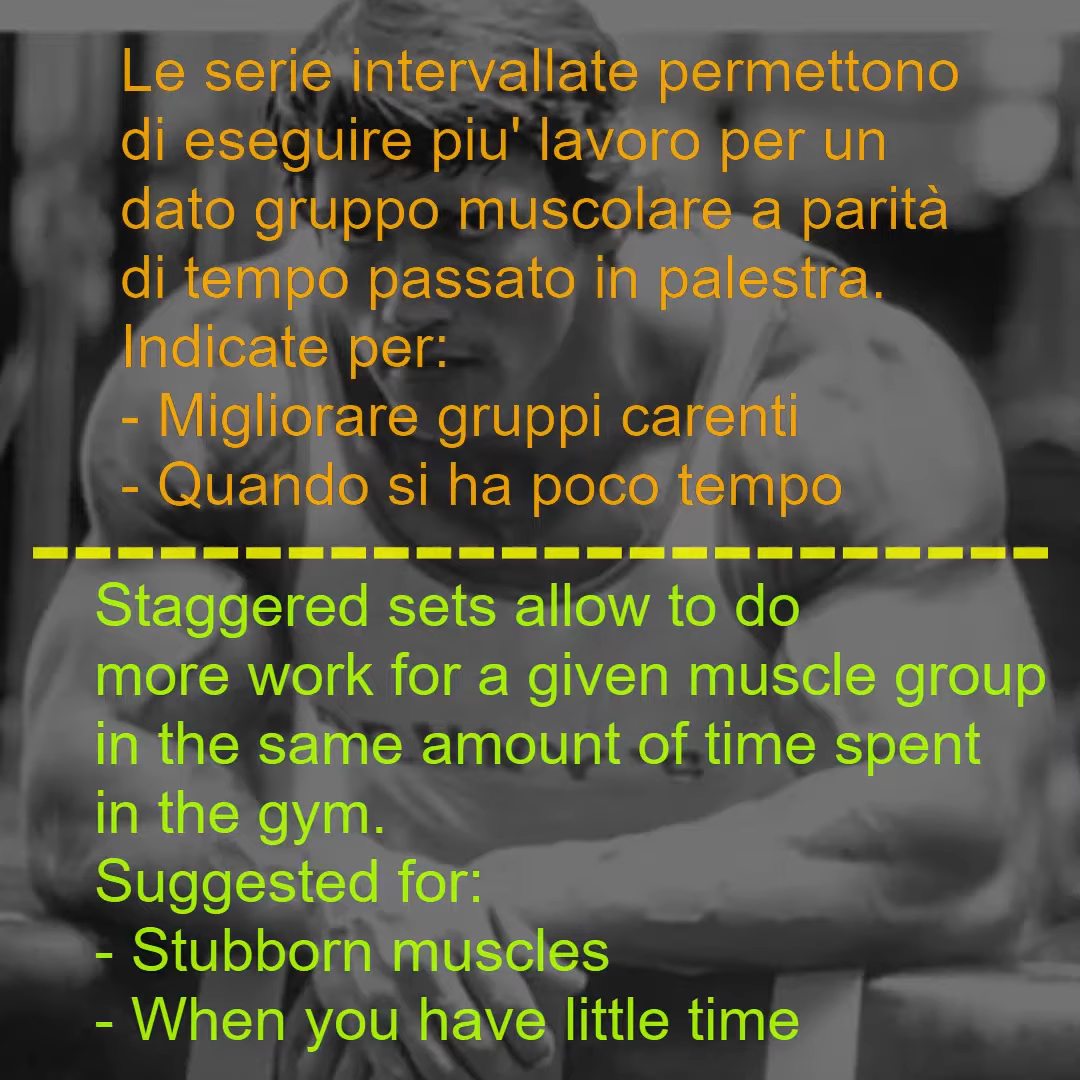 Le serie intervallate permettono
di eseguire piu' lavoro per un
dato gruppo muscolare a parità
di tempo passato in palestra.
Indicate per:
- Migliorare gruppi carenti
- Quando si ha poco tempo
Staggered sets allow to do
more work for a given muscle group
in the same amount of time spent
in the gym.
Suggested for:
- Stubborn muscles
- When you have little time